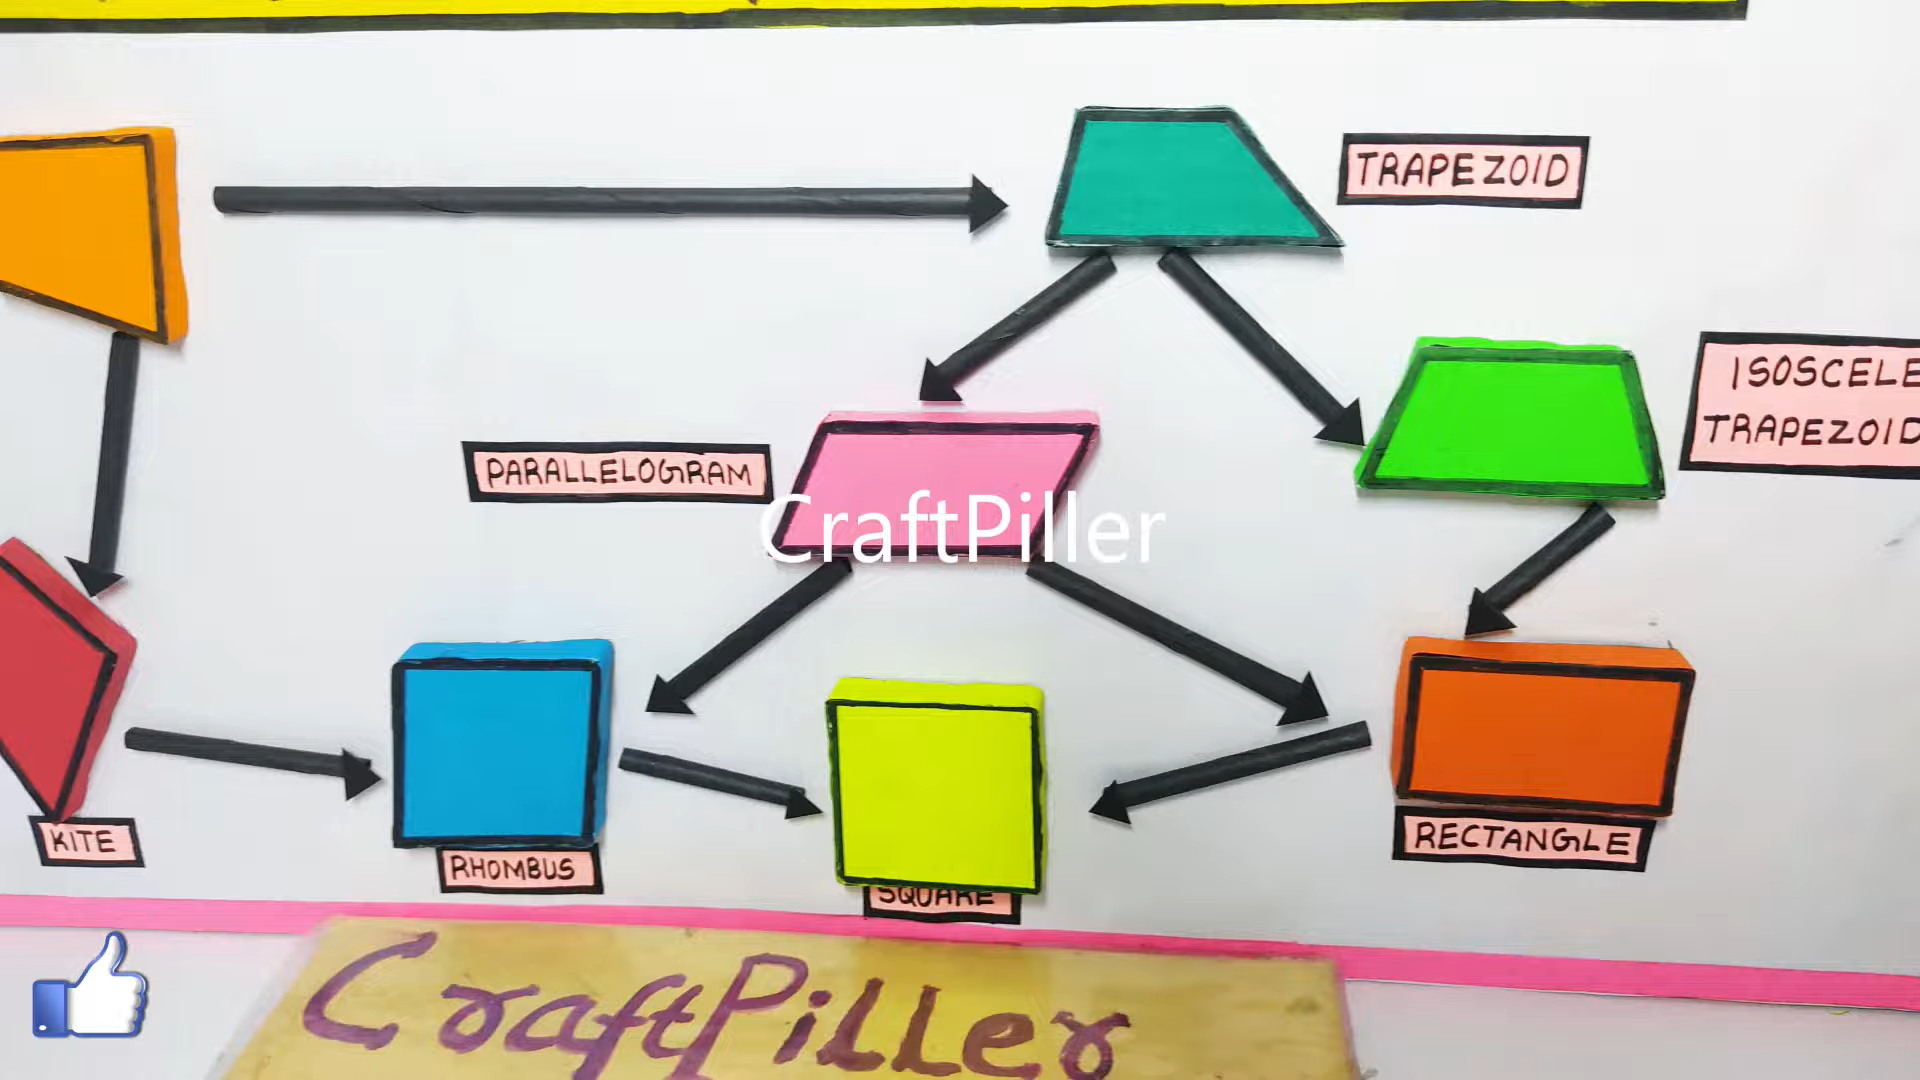 TRAPEZOID
ISOSCELE
TRAPEZOID
PARALLELOGRAM
CraftPiller
KITE
RHOMBUS
SQUARE
RECTANGLE
CraftPiller